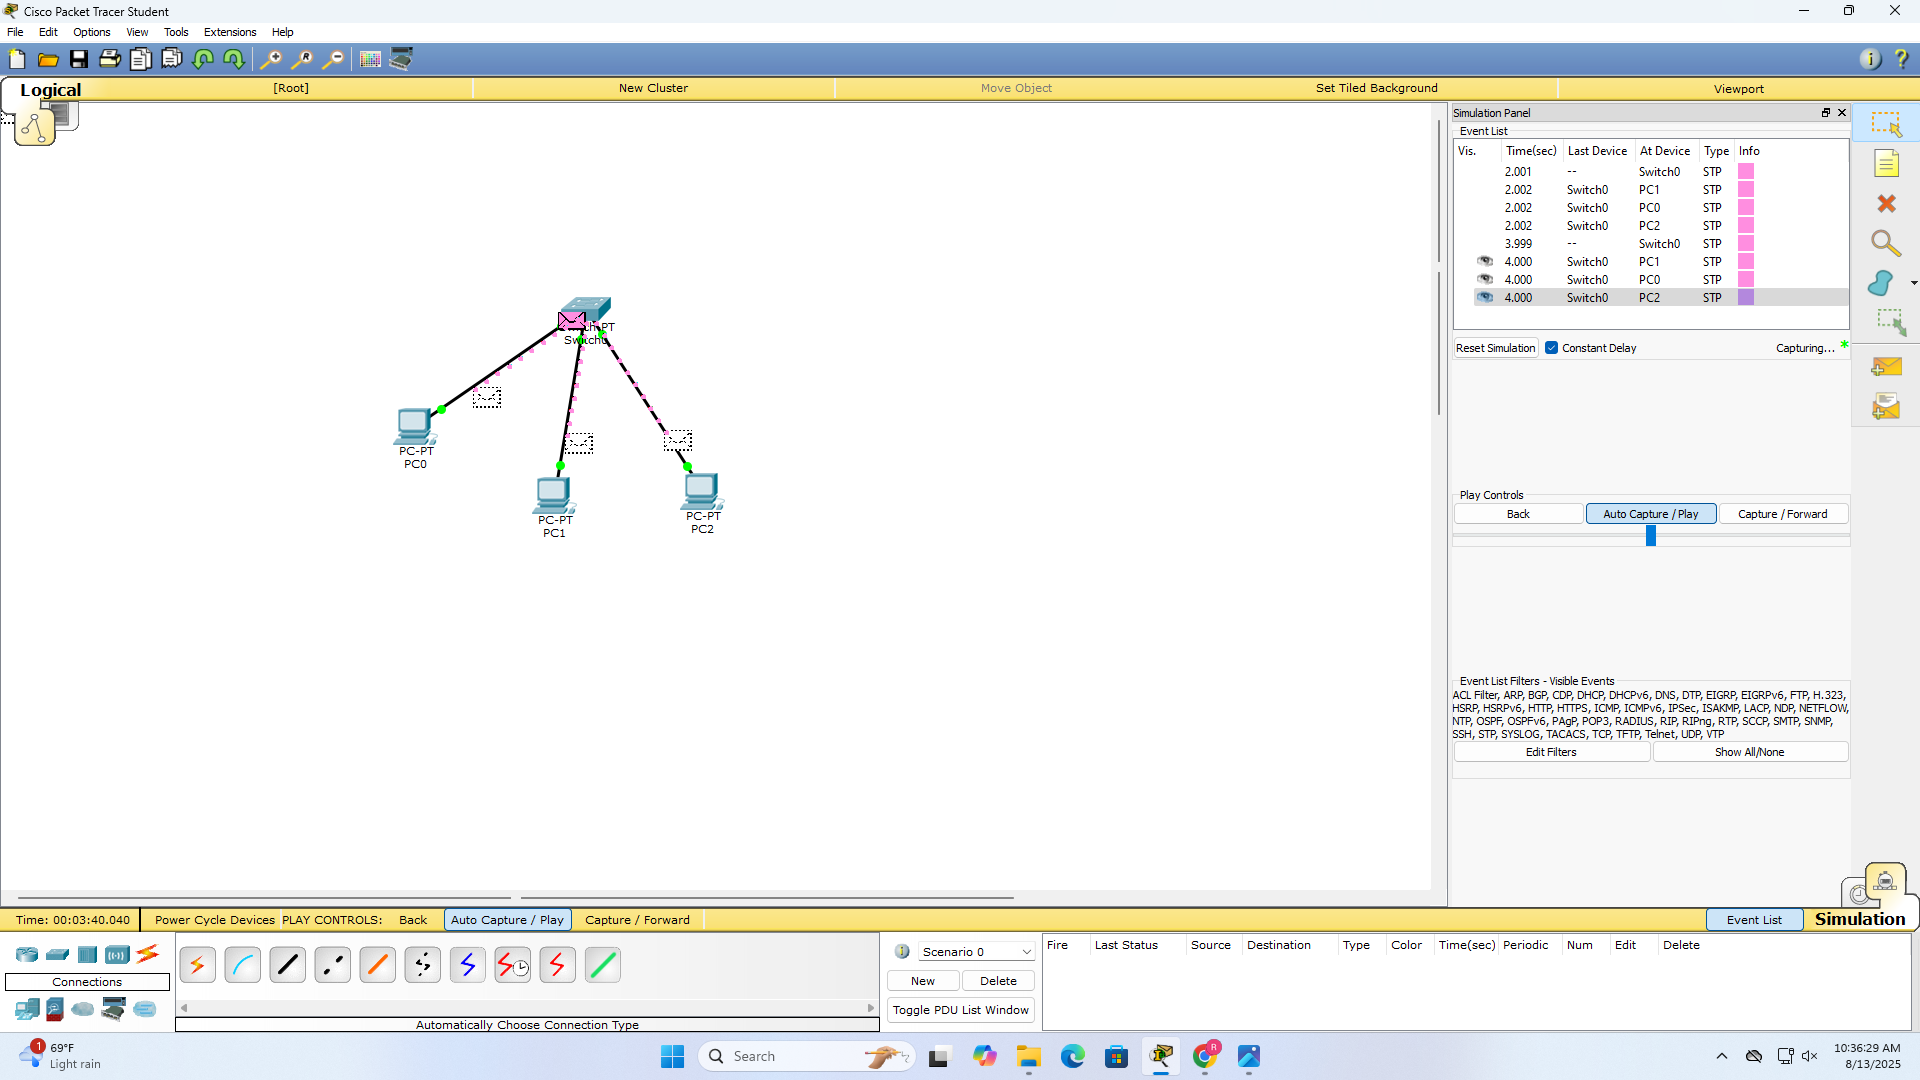 Cisco Packet Tracer Student
File Edit Options View Tools Extensions Help
Logical [Root] New Cluster Move Object Set Tiled Background Viewport
Simulation Panel
Event List
Vis. Time(sec) Last Device At Device Type Info
2.001 -- Switch0 STP
2.002 Switch0 PC1 STP
2.002 Switch0 PC0 STP
2.002 Switch0 PC2 STP
3.999 -- Switch0 STP
4.000 Switch0 PC1 STP
4.000 Switch0 PC0 STP
4.000 Switch0 PC2 STP
Reset Simulation Constant Delay Capturing... *
Switch0
PC-PT
PC0
PC-PT
PC1
PC-PT
PC2
Play Controls
Back Auto Capture / Play Capture / Forward
Event List Filters - Visible Events
ACL Filter, ARP, BGP, CDP, DHCP, DHCPv6, DNS, DTP, EIGRP, EIGRPv6, FTP, H.323,
HSRP, HSRPv6, HTTP, HTTPS, ICMP, ICMPv6, IPSec, ISAKMP, LACP, NDP, NETFLOW,
NTP, OSPF, OSPFv6, PAgP, POP3, RADIUS, RIP, RIPng, RTP, SCCP, SMTP, SNMP,
SSH, STP, SYSLOG, TACACS, TCP, TFTP, Telnet, UDP, VTP
Edit Filters Show All/None
Time: 00:03:40.040 Power Cycle Devices PLAY CONTROLS: Back Auto Capture / Play Capture / Forward Event List Simulation
Connections
Automatically Choose Connection Type
Scenario 0
New Delete
Toggle PDU List Window
Fire Last Status Source Destination Type Color Time(sec) Periodic Num Edit Delete
1
69°F
Light rain
Search
R
10:36:29 AM
8/13/2025